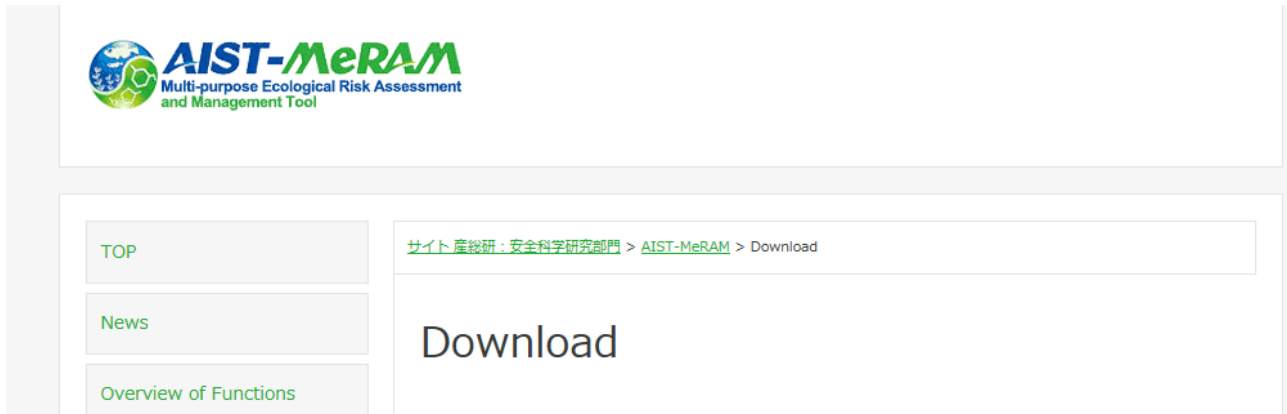 AIST-MeRAM
Multi-purpose Ecological Risk Assessment
and Management Tool
TOP
News
Overview of Functions
サイト 産総研：安全科学研究部門 > AIST-MeRAM > Download
Download